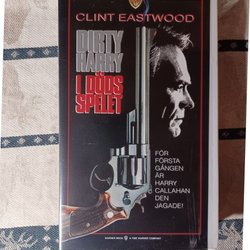 CLINT EASTWOOD
DIRTY
HARRY
I DÖDS
SPELET
FÖR
FÖRSTA
GÅNGEN
ÄR
HARRY
CALLAHAN
DEN
JAGADE!